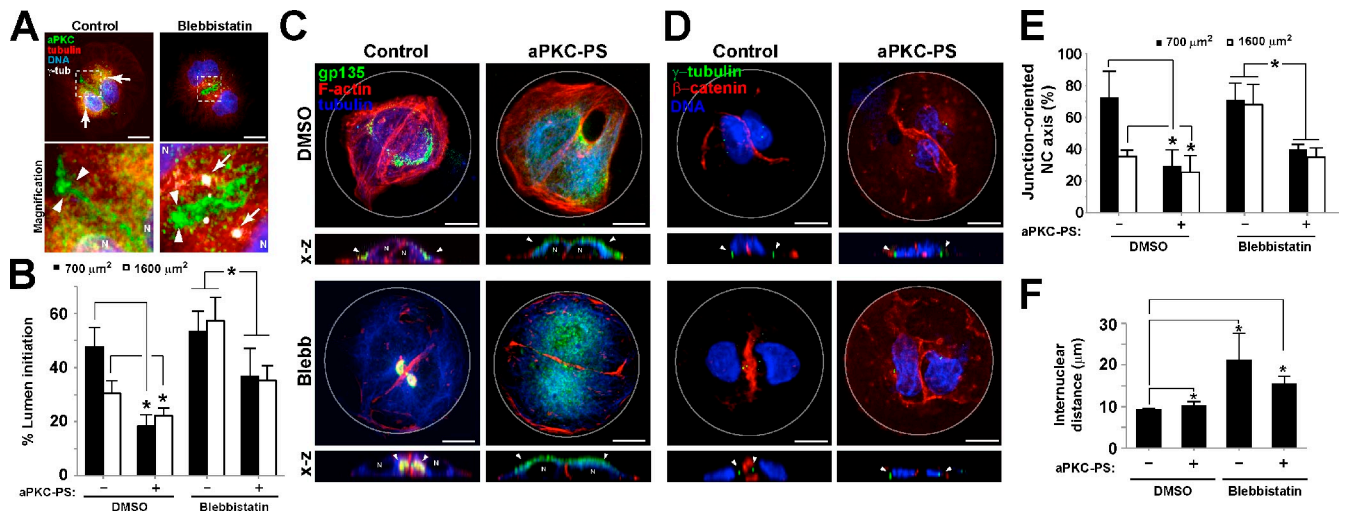 A
Control
Blebbistatin
aPKC
tubulin
DNA
γ-tub
Magnification
N
N
N
N
N
B
700 μm² 1600 μm²
*
% Lumen initiation
60
40
20
0
* *
aPKC-PS: − + − +
DMSO Blebbistatin
C
Control aPKC-PS
gp135
F-actin
tubulin
DMSO
x-z
N N N N
Blebb
x-z
N N N N
D
Control aPKC-PS
γ-tubulin
β-catenin
DNA
E
700 μm² 1600 μm²
Junction-oriented
NC axis (%)
100
80
60
40
20
0
*
* *
− + − +
aPKC-PS:
DMSO Blebbistatin
F
Internuclear
distance (μm)
30
20
10
0
* * *
aPKC-PS: − + − +
DMSO Blebbistatin